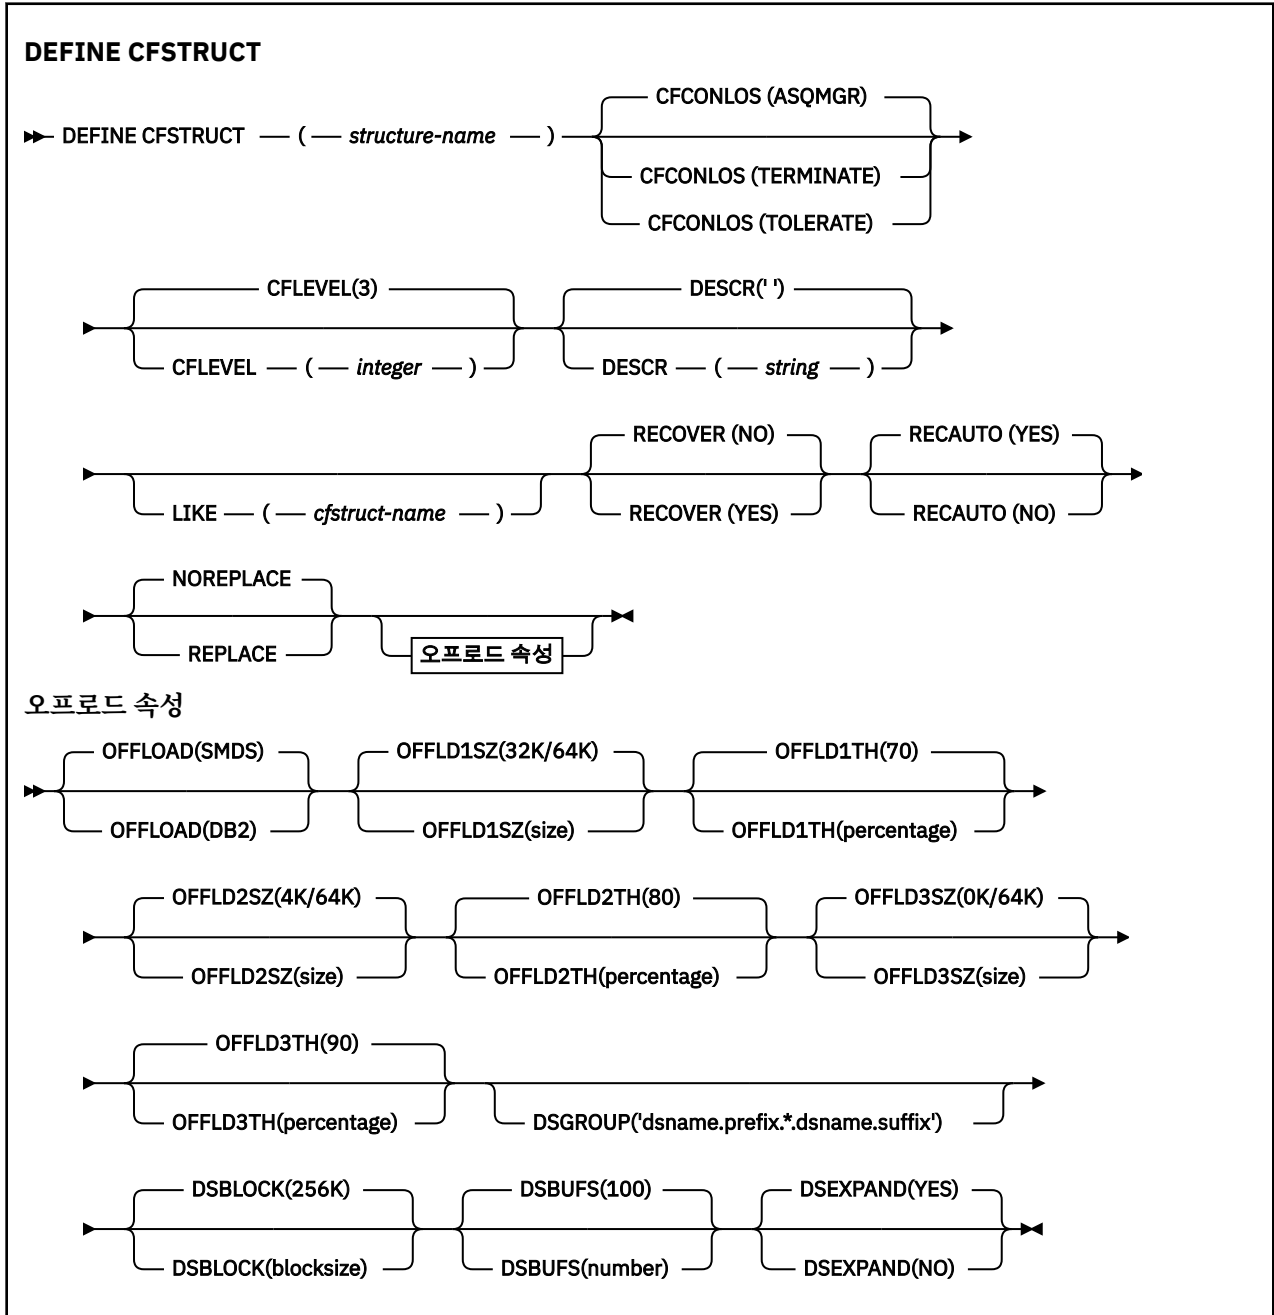 DEFINE CFSTRUCT
CFCONLOS (ASQMGR)
DEFINE CFSTRUCT ( structure-name )
CFCONLOS (TERMINATE)
CFCONLOS (TOLERATE)
CFLEVEL(3) DESCR(' ')
CFLEVEL ( integer ) DESCR ( string )
RECOVER (NO) RECAUTO (YES)
LIKE ( cfstruct-name ) RECOVER (YES) RECAUTO (NO)
NOREPLACE
REPLACE 오프로드 속성
오프로드 속성
OFFLOAD(SMDS) OFFLD1SZ(32K/64K) OFFLD1TH(70)
OFFLOAD(DB2) OFFLD1SZ(size) OFFLD1TH(percentage)
OFFLD2SZ(4K/64K) OFFLD2TH(80) OFFLD3SZ(0K/64K)
OFFLD2SZ(size) OFFLD2TH(percentage) OFFLD3SZ(size)
OFFLD3TH(90)
OFFLD3TH(percentage) DSGROUP('dsname.prefix.*.dsname.suffix')
DSBLOCK(256K) DSBUFS(100) DSEXPAND(YES)
DSBLOCK(blocksize) DSBUFS(number) DSEXPAND(NO)